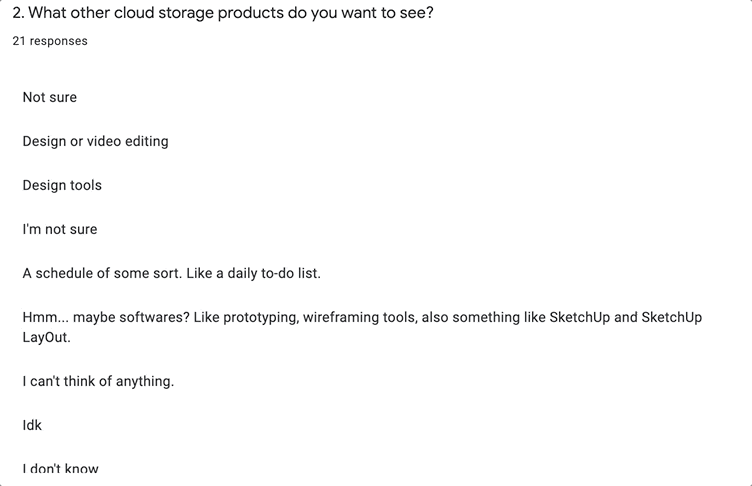 2. What other cloud storage products do you want to see?
21 responses
Not sure
Design or video editing
Design tools
I'm not sure
A schedule of some sort. Like a daily to-do list.
Hmm... maybe softwares? Like prototyping, wireframing tools, also something like SketchUp and SketchUp
LayOut.
I can't think of anything.
Idk
I don't know